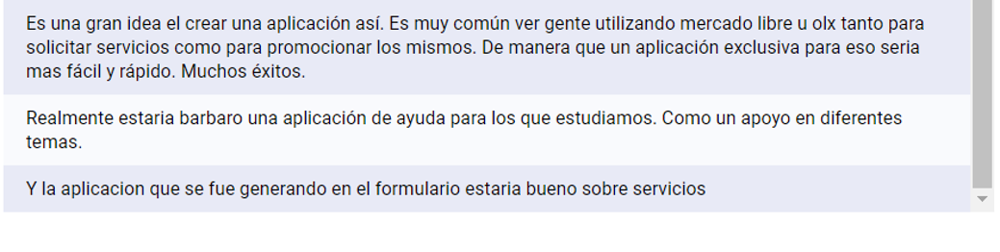 Es una gran idea el crear una aplicación así. Es muy común ver gente utilizando mercado libre u olx tanto para
solicitar servicios como para promocionar los mismos. De manera que un aplicación exclusiva para eso seria
mas fácil y rápido. Muchos éxitos.
Realmente estaria barbaro una aplicación de ayuda para los que estudiamos. Como un apoyo en diferentes
temas.
Y la aplicacion que se fue generando en el formulario estaria bueno sobre servicios